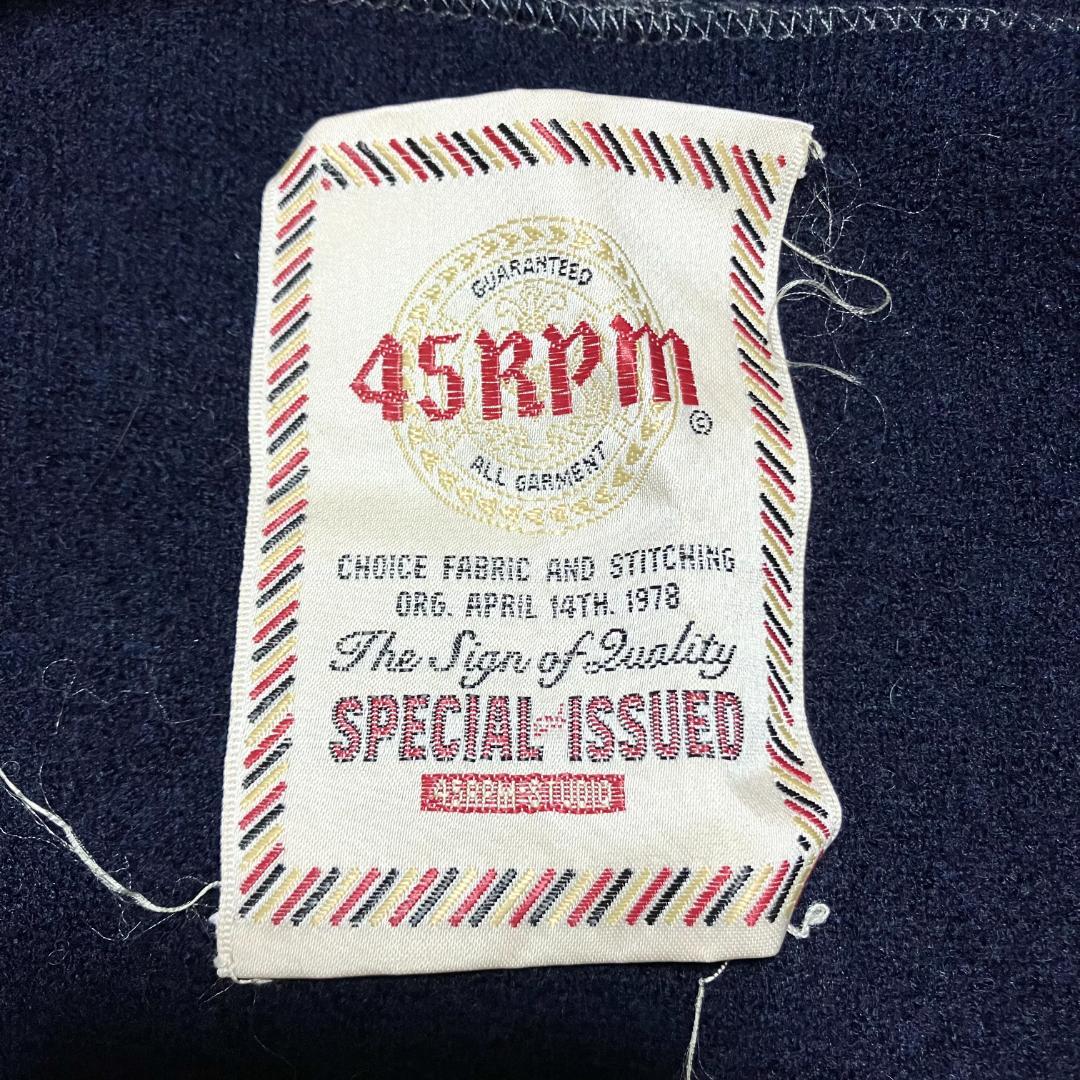 GUARANTEED
45RPM
©
ALL GARMENT
CHOICE FABRIC AND STITCHING
ORG. APRIL 14TH. 1978
The Sign of Quality
SPECIAL and ISSUED
45RPM STUDIO